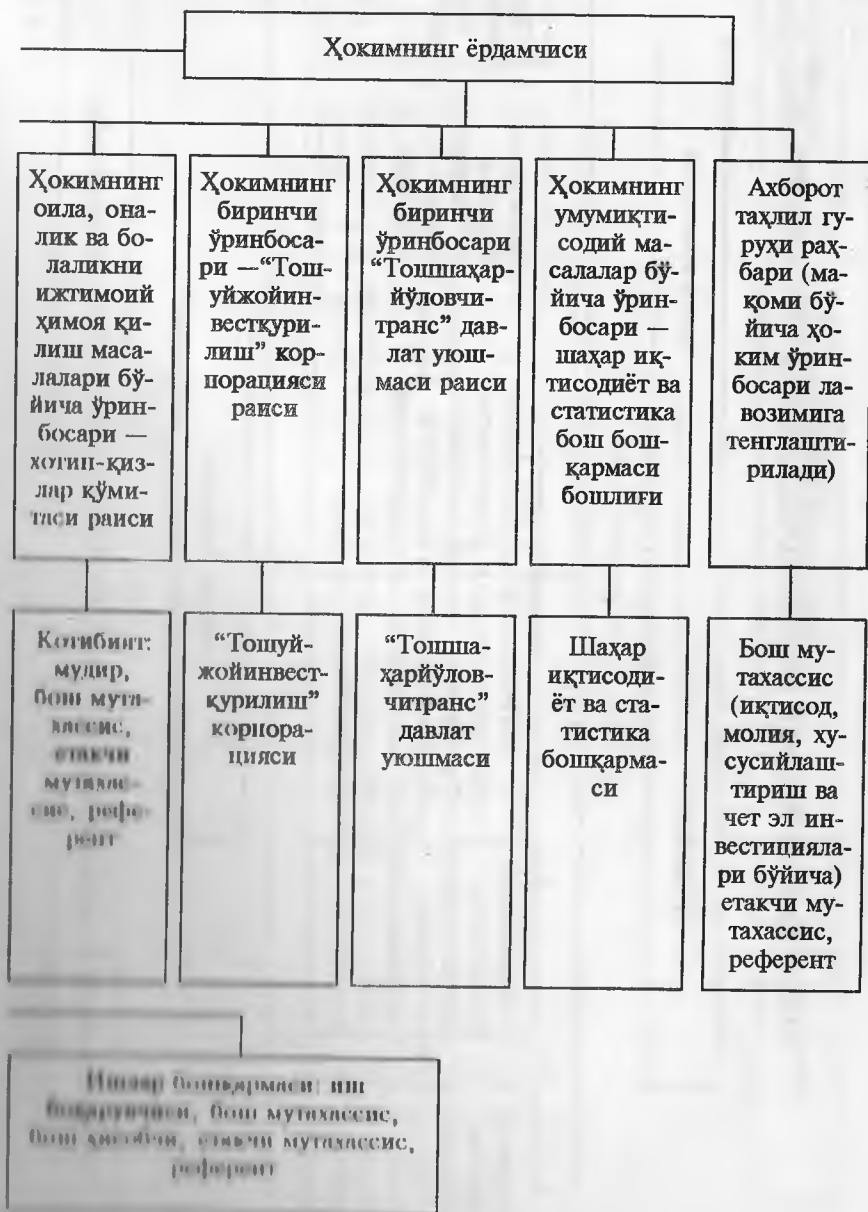 Ҳокимнинг ёрдамчиси
Ҳокимнинг
оила, она-
лик ва бо-
лаликни
ижтимоий
ҳимоя қи-
лиш маса-
лалари бў-
йича ўрин-
босари —
хотин-қиз-
лар қўми-
таси раиси
Ҳокимнинг
биринчи
ўринбоса-
ри —“Тош-
уйжойин-
вестқури-
лиш” кор-
порацияси
раиси
Ҳокимнинг
биринчи
ўринбосари
“Тошшаҳар-
йўловчи-
транс” дав-
лат уюш-
маси раиси
Ҳокимнинг
умумиқти-
содий ма-
салалар бў-
йича ўрин-
босари —
шаҳар иқ-
тисодиёт ва
статистика
бош бош-
қармаси
бошлиғи
Ахборот
таҳлил гу-
руҳи раҳ-
бари (ма-
қоми бў-
йича ҳо-
ким ўрин-
босари ла-
возимига
тенглашти-
рилади)
Котибият:
мудир,
бош мута-
хассис,
етакчи
мутахас-
сис, рефе-
рент
“Тошуй-
жойинвест-
қурилиш”
корпора-
цияси
“Тошша-
ҳарйўлов-
читранс”
давлат
уюшмаси
Шаҳар
иқтисоди-
ёт ва ста-
тистика
бошқарма-
си
Бош му-
тахассис
(иқтисод,
молия, ху-
сусийлаш-
тириш ва
чет эл ин-
вестицияла-
ри бўйича)
етакчи му-
тахассис,
референт
Ишлар бошқармаси: иш
бошқарувчиси, бош мутахассис,
бош ҳисобчи, етакчи мутахассис,
референт